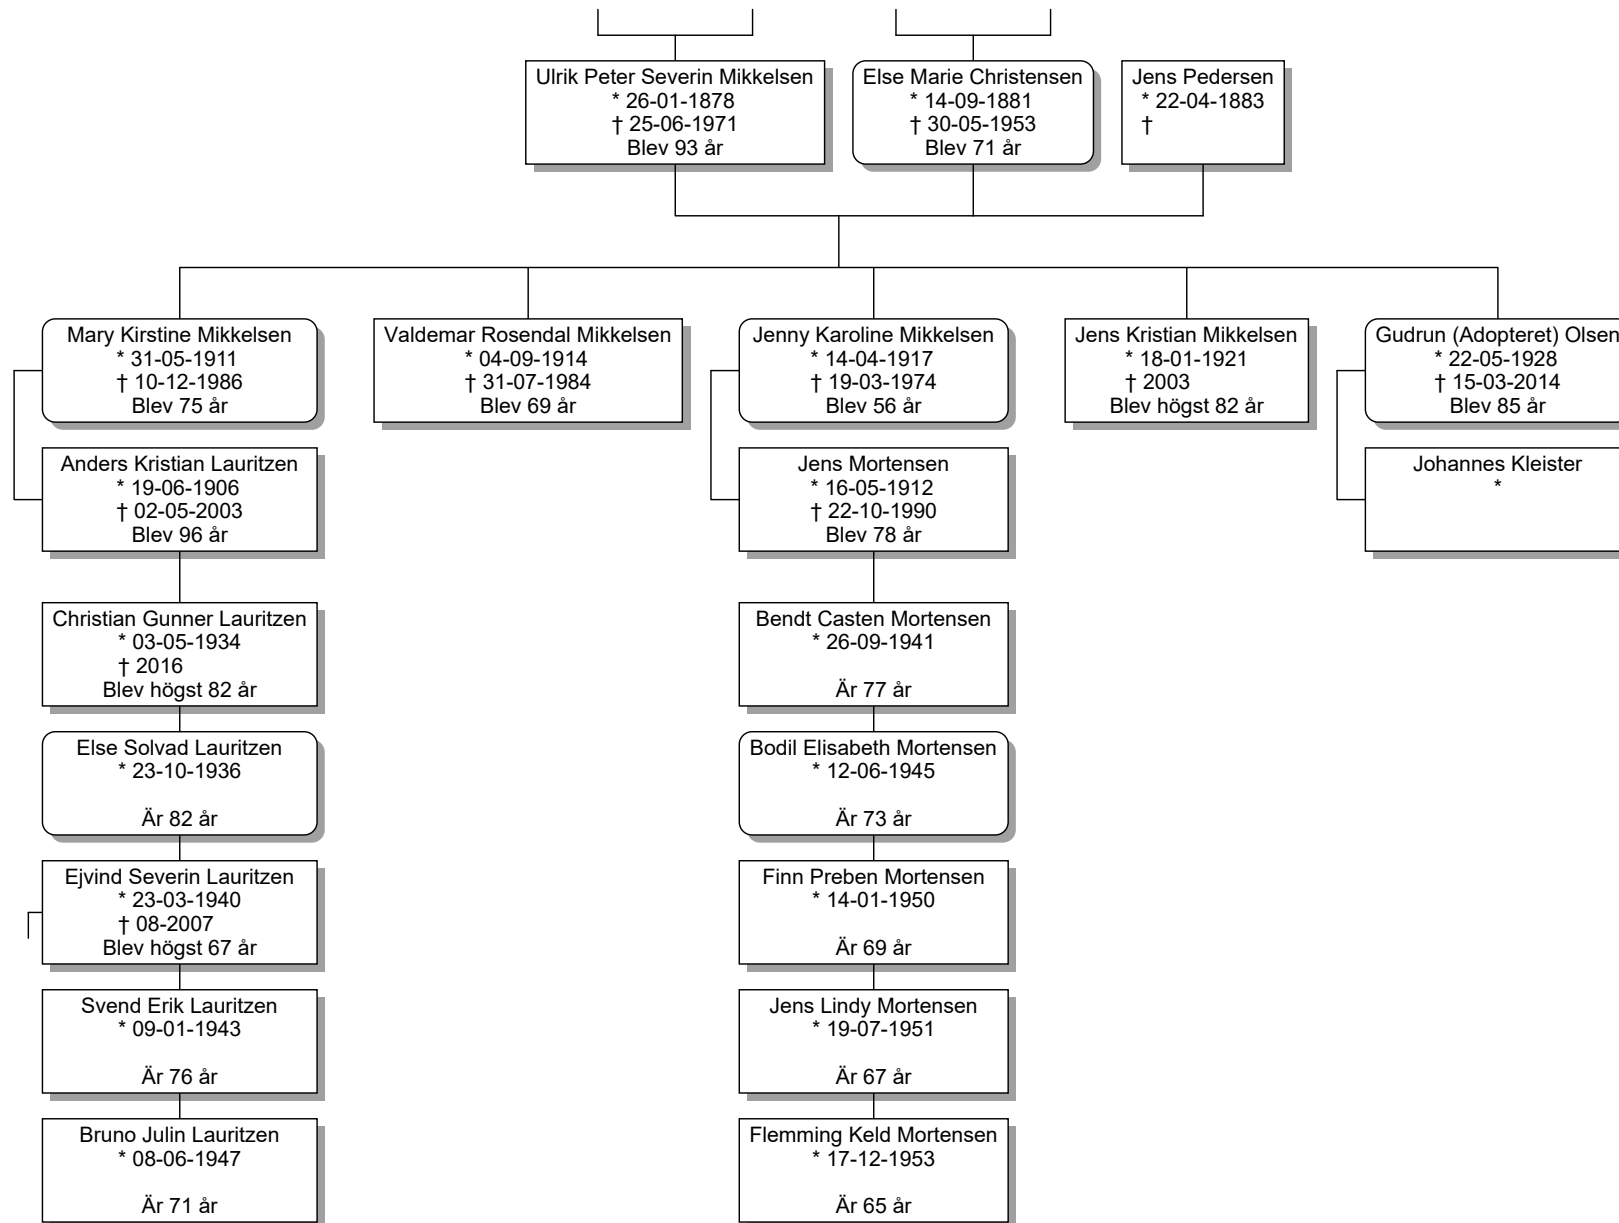 Ulrik Peter Severin Mikkelsen
* 26-01-1878
† 25-06-1971
Blev 93 år
Else Marie Christensen
* 14-09-1881
† 30-05-1953
Blev 71 år
Jens Pedersen
* 22-04-1883
†
Mary Kirstine Mikkelsen
* 31-05-1911
† 10-12-1986
Blev 75 år
Valdemar Rosendal Mikkelsen
* 04-09-1914
† 31-07-1984
Blev 69 år
Jenny Karoline Mikkelsen
* 14-04-1917
† 19-03-1974
Blev 56 år
Jens Kristian Mikkelsen
* 18-01-1921
† 2003
Blev högst 82 år
Gudrun (Adopteret) Olsen
* 22-05-1928
† 15-03-2014
Blev 85 år
Anders Kristian Lauritzen
* 19-06-1906
† 02-05-2003
Blev 96 år
Jens Mortensen
* 16-05-1912
† 22-10-1990
Blev 78 år
Johannes Kleister
*
Christian Gunner Lauritzen
* 03-05-1934
† 2016
Blev högst 82 år
Bendt Casten Mortensen
* 26-09-1941
Är 77 år
Else Solvad Lauritzen
* 23-10-1936
Är 82 år
Bodil Elisabeth Mortensen
* 12-06-1945
Är 73 år
Ejvind Severin Lauritzen
* 23-03-1940
† 08-2007
Blev högst 67 år
Finn Preben Mortensen
* 14-01-1950
Är 69 år
Svend Erik Lauritzen
* 09-01-1943
Är 76 år
Jens Lindy Mortensen
* 19-07-1951
Är 67 år
Bruno Julin Lauritzen
* 08-06-1947
Är 71 år
Flemming Keld Mortensen
* 17-12-1953
Är 65 år